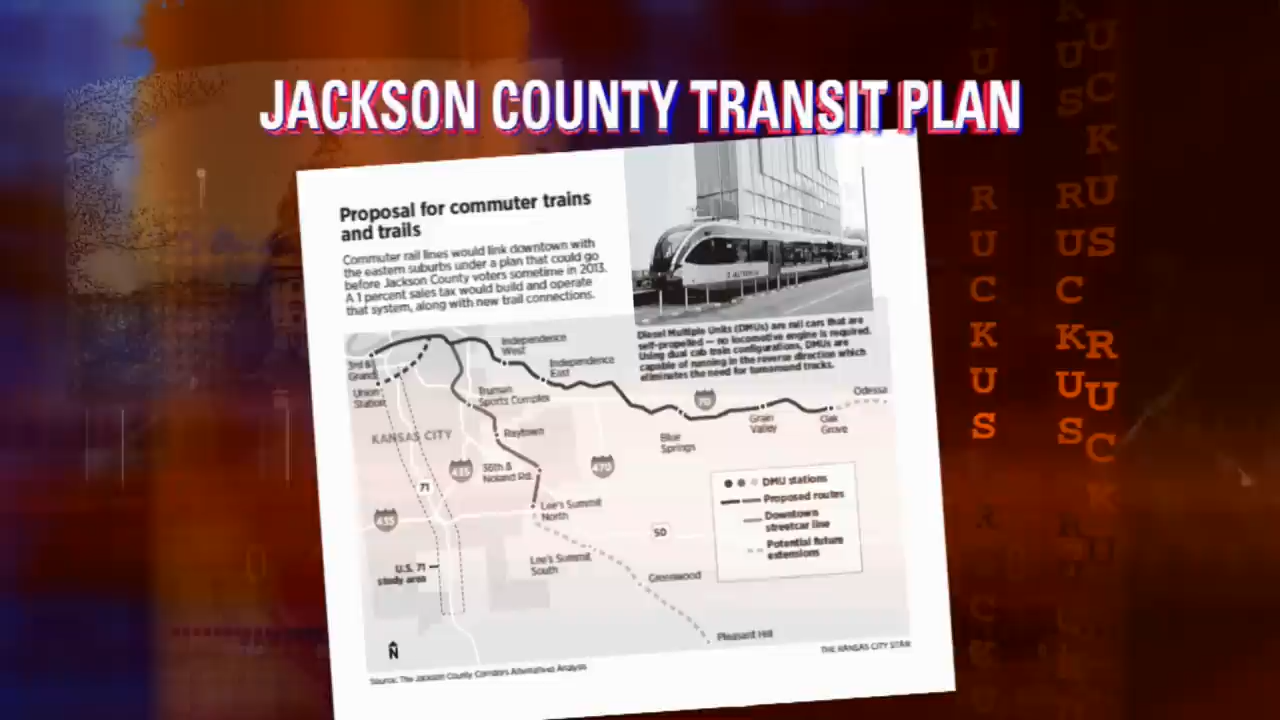 JACKSON COUNTY TRANSIT PLAN
Proposal for commuter trains
and trails
Commuter rail lines would link downtown with
the eastern suburbs under a plan that could go
before Jackson County voters sometime in 2013.
A 1 percent sales tax would build and operate
that system, along with new trail connections.
Diesel Multiple Units (DMUs) are rail cars that are
self-propelled — no locomotive engine is required.
Using dual cab train configurations, DMUs are
capable of running in the reverse direction which
eliminates the need for turnaround tracks.
3rd &
Grand
Union
Station
Independence
West
Independence
East
Truman
Sports Complex
KANSAS CITY
Raytown
70
Odessa
Blue
Springs
Grain
Valley
Oak
Grove
435
470
Noland Rd.
71
Lee's Summit
North
435
50
Lee's Summit
South
U.S. 71
study area
Greenwood
Pleasant Hill
DMU stations
Proposed routes
Downtown
streetcar line
Potential future
extensions
N
Source: The Jackson County Corridors Alternatives Analysis
THE KANSAS CITY STAR
RUCKUS
RUCKUS
RUCKUS
RUCK